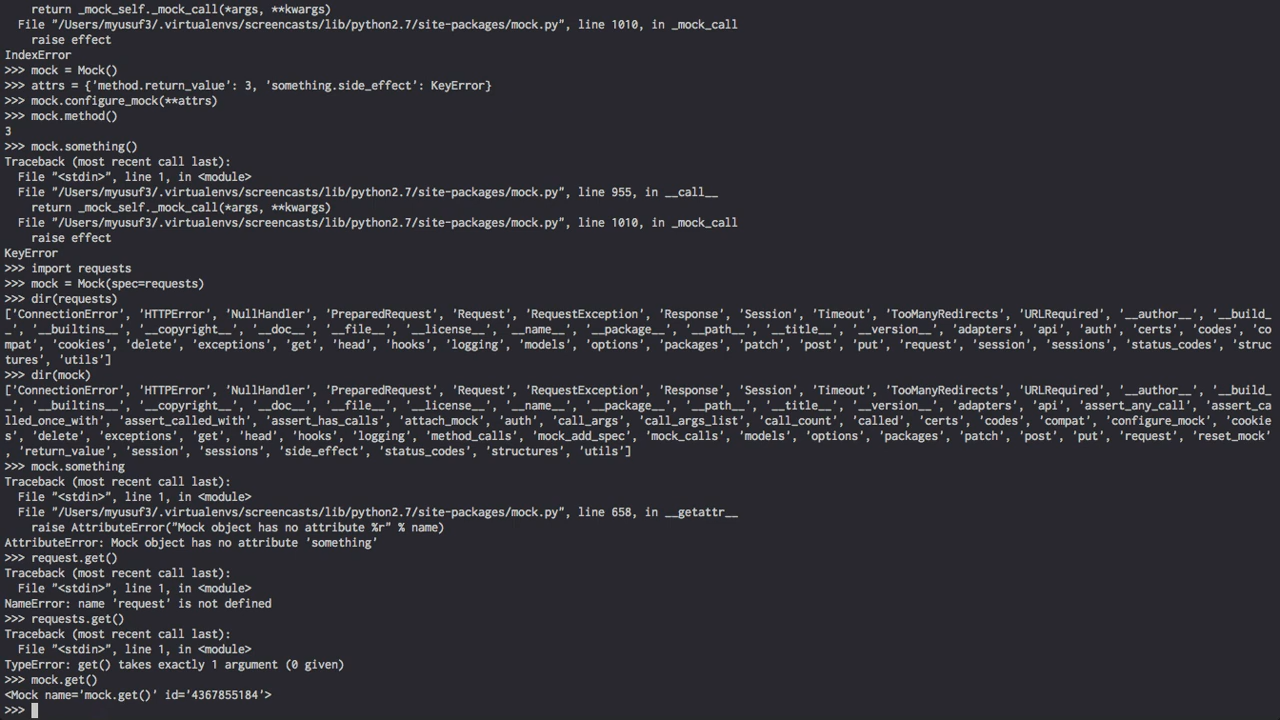 return _mock_self._mock_call(*args, **kwargs)
File "/Users/myusuf3/.virtualenvs/screencasts/lib/python2.7/site-packages/mock.py", line 1010, in _mock_call
raise effect
IndexError
>>> mock = Mock()
>>> attrs = {'method.return_value': 3, 'something.side_effect': KeyError}
>>> mock.configure_mock(**attrs)
>>> mock.method()
3
>>> mock.something()
Traceback (most recent call last):
File "<stdin>", line 1, in <module>
File "/Users/myusuf3/.virtualenvs/screencasts/lib/python2.7/site-packages/mock.py", line 955, in __call__
return _mock_self._mock_call(*args, **kwargs)
File "/Users/myusuf3/.virtualenvs/screencasts/lib/python2.7/site-packages/mock.py", line 1010, in _mock_call
raise effect
KeyError
>>> import requests
>>> mock = Mock(spec=requests)
>>> dir(requests)
['ConnectionError', 'HTTPError', 'NullHandler', 'PreparedRequest', 'Request', 'RequestException', 'Response', 'Session', 'Timeout', 'TooManyRedirects', 'URLRequired', '__author__', '__build_
_', '__builtins__', '__copyright__', '__doc__', '__file__', '__license__', '__name__', '__package__', '__path__', '__title__', '__version__', 'adapters', 'api', 'auth', 'certs', 'codes', 'co
mpat', 'cookies', 'delete', 'exceptions', 'get', 'head', 'hooks', 'logging', 'models', 'options', 'packages', 'patch', 'post', 'put', 'request', 'session', 'sessions', 'status_codes', 'struc
tures', 'utils']
>>> dir(mock)
['ConnectionError', 'HTTPError', 'NullHandler', 'PreparedRequest', 'Request', 'RequestException', 'Response', 'Session', 'Timeout', 'TooManyRedirects', 'URLRequired', '__author__', '__build_
_', '__builtins__', '__copyright__', '__doc__', '__file__', '__license__', '__name__', '__package__', '__path__', '__title__', '__version__', 'adapters', 'api', 'assert_any_call', 'assert_ca
lled_once_with', 'assert_called_with', 'assert_has_calls', 'attach_mock', 'auth', 'call_args', 'call_args_list', 'call_count', 'called', 'certs', 'codes', 'compat', 'configure_mock', 'cookie
s', 'delete', 'exceptions', 'get', 'head', 'hooks', 'logging', 'method_calls', 'mock_add_spec', 'mock_calls', 'models', 'options', 'packages', 'patch', 'post', 'put', 'request', 'reset_mock'
, 'return_value', 'session', 'sessions', 'side_effect', 'status_codes', 'structures', 'utils']
>>> mock.something
Traceback (most recent call last):
File "<stdin>", line 1, in <module>
File "/Users/myusuf3/.virtualenvs/screencasts/lib/python2.7/site-packages/mock.py", line 658, in __getattr__
raise AttributeError("Mock object has no attribute %r" % name)
AttributeError: Mock object has no attribute 'something'
>>> request.get()
Traceback (most recent call last):
File "<stdin>", line 1, in <module>
NameError: name 'request' is not defined
>>> requests.get()
Traceback (most recent call last):
File "<stdin>", line 1, in <module>
TypeError: get() takes exactly 1 argument (0 given)
>>> mock.get()
<Mock name='mock.get()' id='4367855184'>
>>>